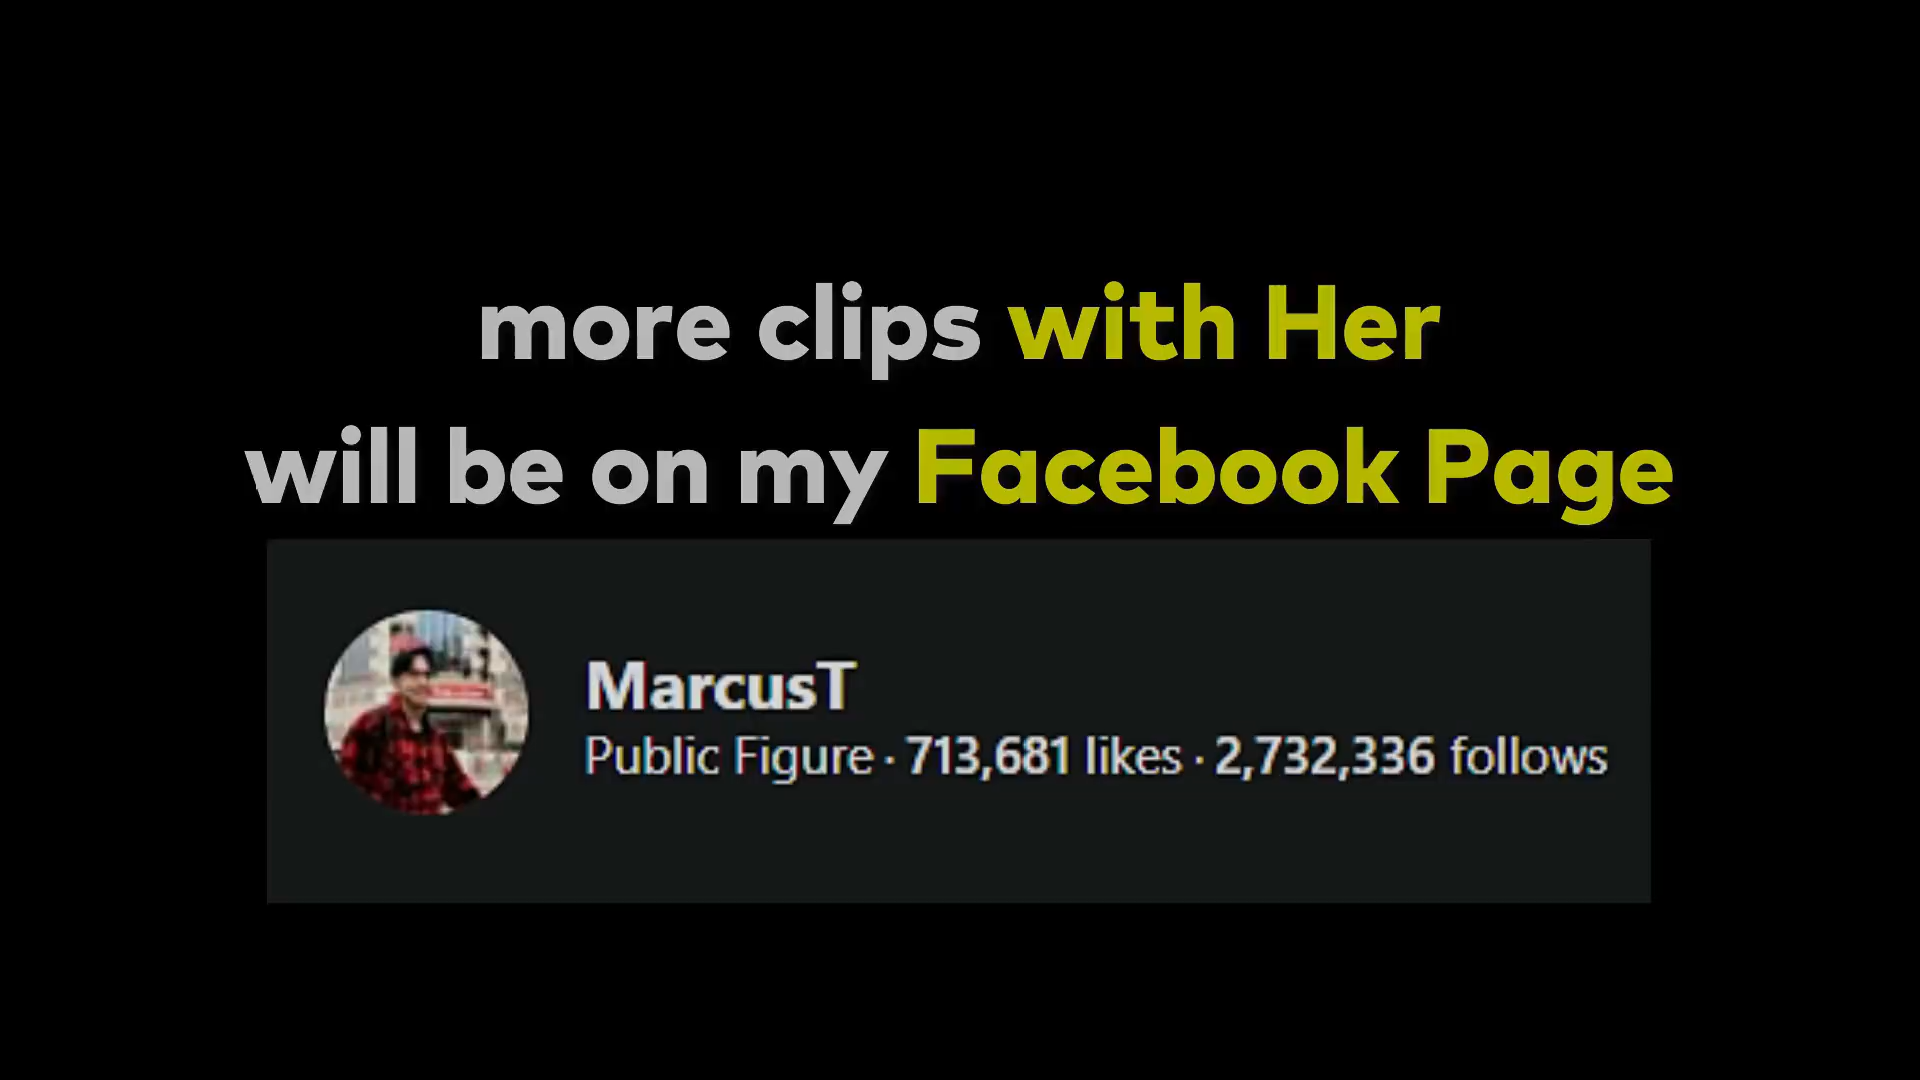 more clips with Her
will be on my Facebook Page
MarcusT
Public Figure · 713,681 likes · 2,732,336 follows